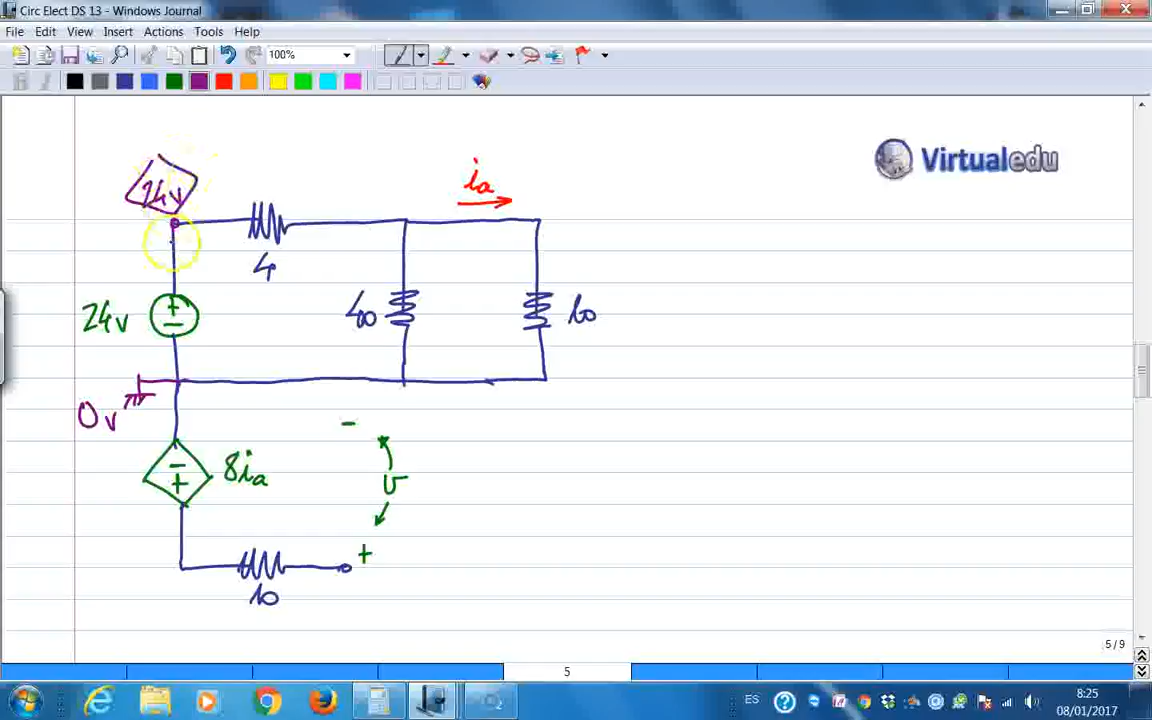 Circ Elect DS 13 - Windows Journal
File Edit View Insert Actions Tools Help
100%
Virtualedu
24v
ia
4
24v
40
10
0v
-
8ia
v
+
10
5 / 9
5
ES
8:25
08/01/2017